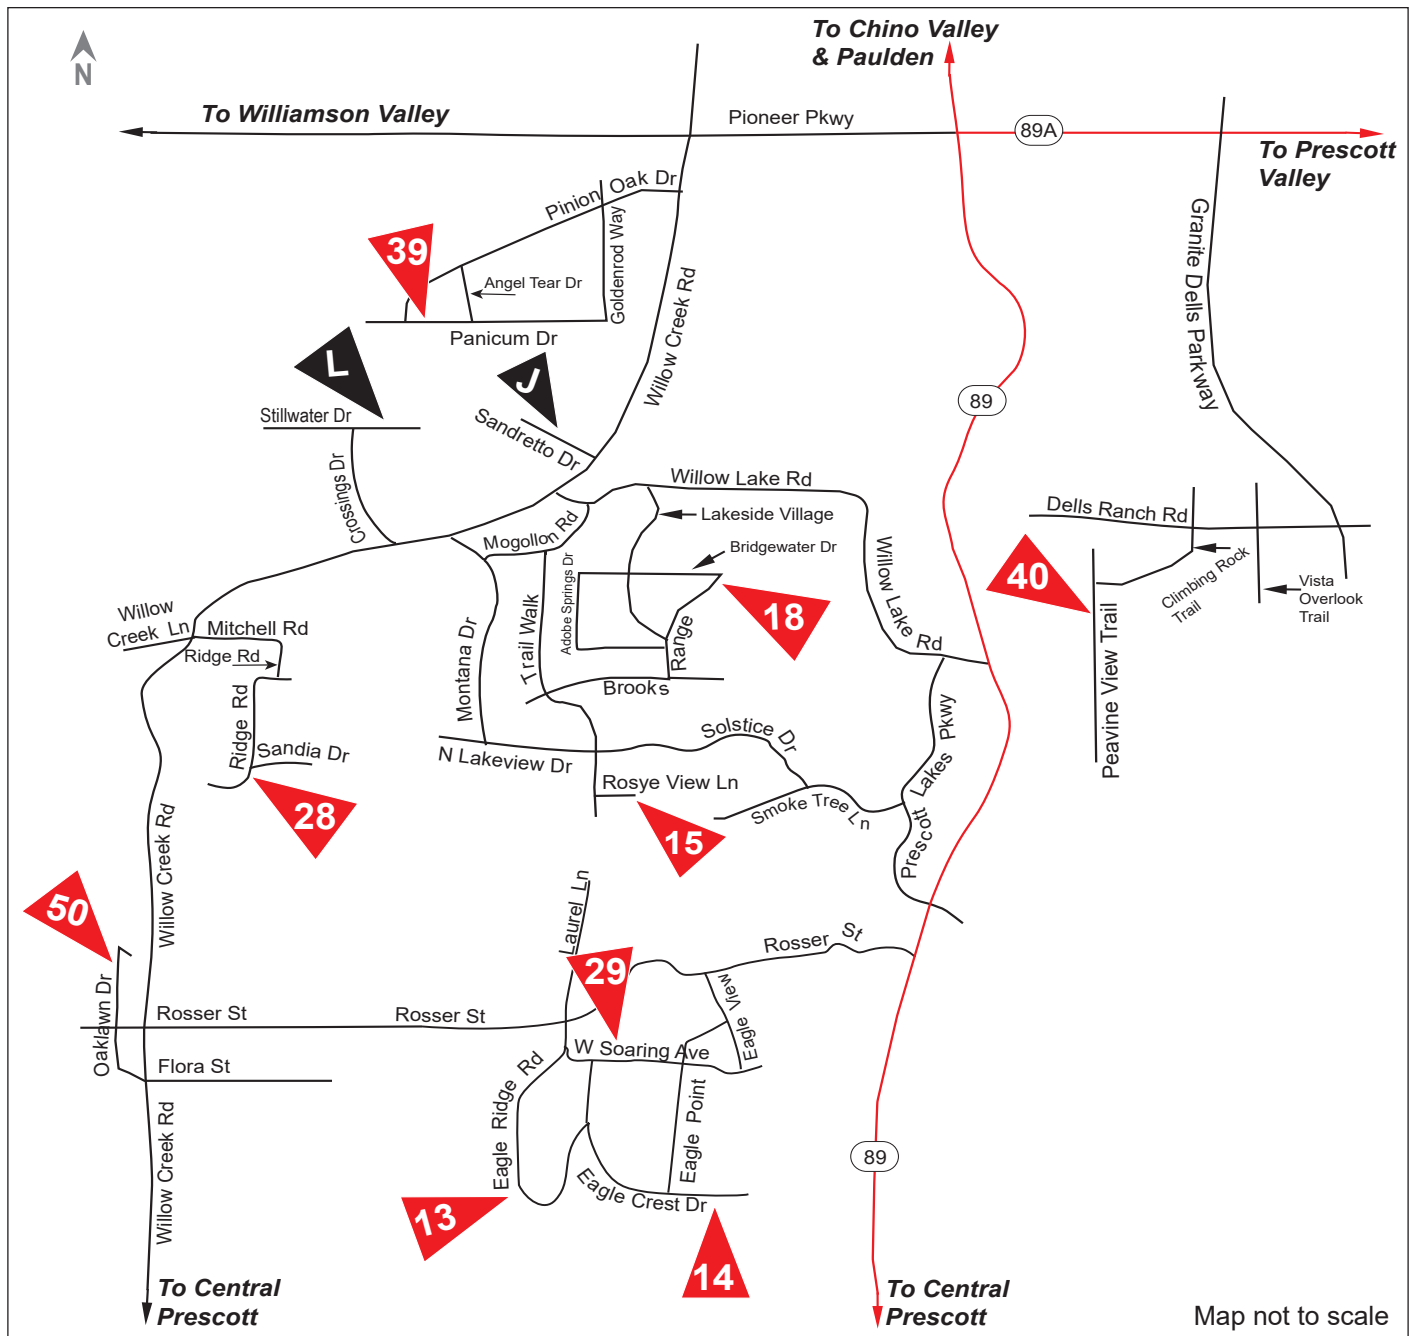 To Chino Valley
& Paulden
N
To Williamson Valley
Pioneer Pkwy
89A
To Prescott
Valley
Pinion Oak Dr
Goldenrod Way
Granite Dells Parkway
39
Angel Tear Dr
Panicum Dr
Willow Creek Rd
L
J
89
Stillwater Dr
Sandretto Dr
Crossings Dr
Willow Lake Rd
Lakeside Village
Dells Ranch Rd
Mogollon Rd
Bridgewater Dr
Adobe Springs Dr
Willow Lake Rd
40
Climbing Rock
Trail
Vista
Overlook
Trail
18
Willow
Creek Ln
Mitchell Rd
Ridge Rd
Trail Walk
Montana Dr
Range
Brooks
Ridge Rd
Sandia Dr
Peavine View Trail
Solstice Dr
N Lakeview Dr
Prescott Lakes Pkwy
Rosye View Ln
Smoke Tree Ln
28
15
Willow Creek Rd
50
Laurel Ln
29
Rosser St
Eagle View
Oaklawn Dr
Rosser St
Rosser St
W Soaring Ave
Flora St
Eagle Ridge Rd
Eagle Point
Willow Creek Rd
89
Eagle Crest Dr
13
14
To Central
Prescott
To Central
Prescott
Map not to scale